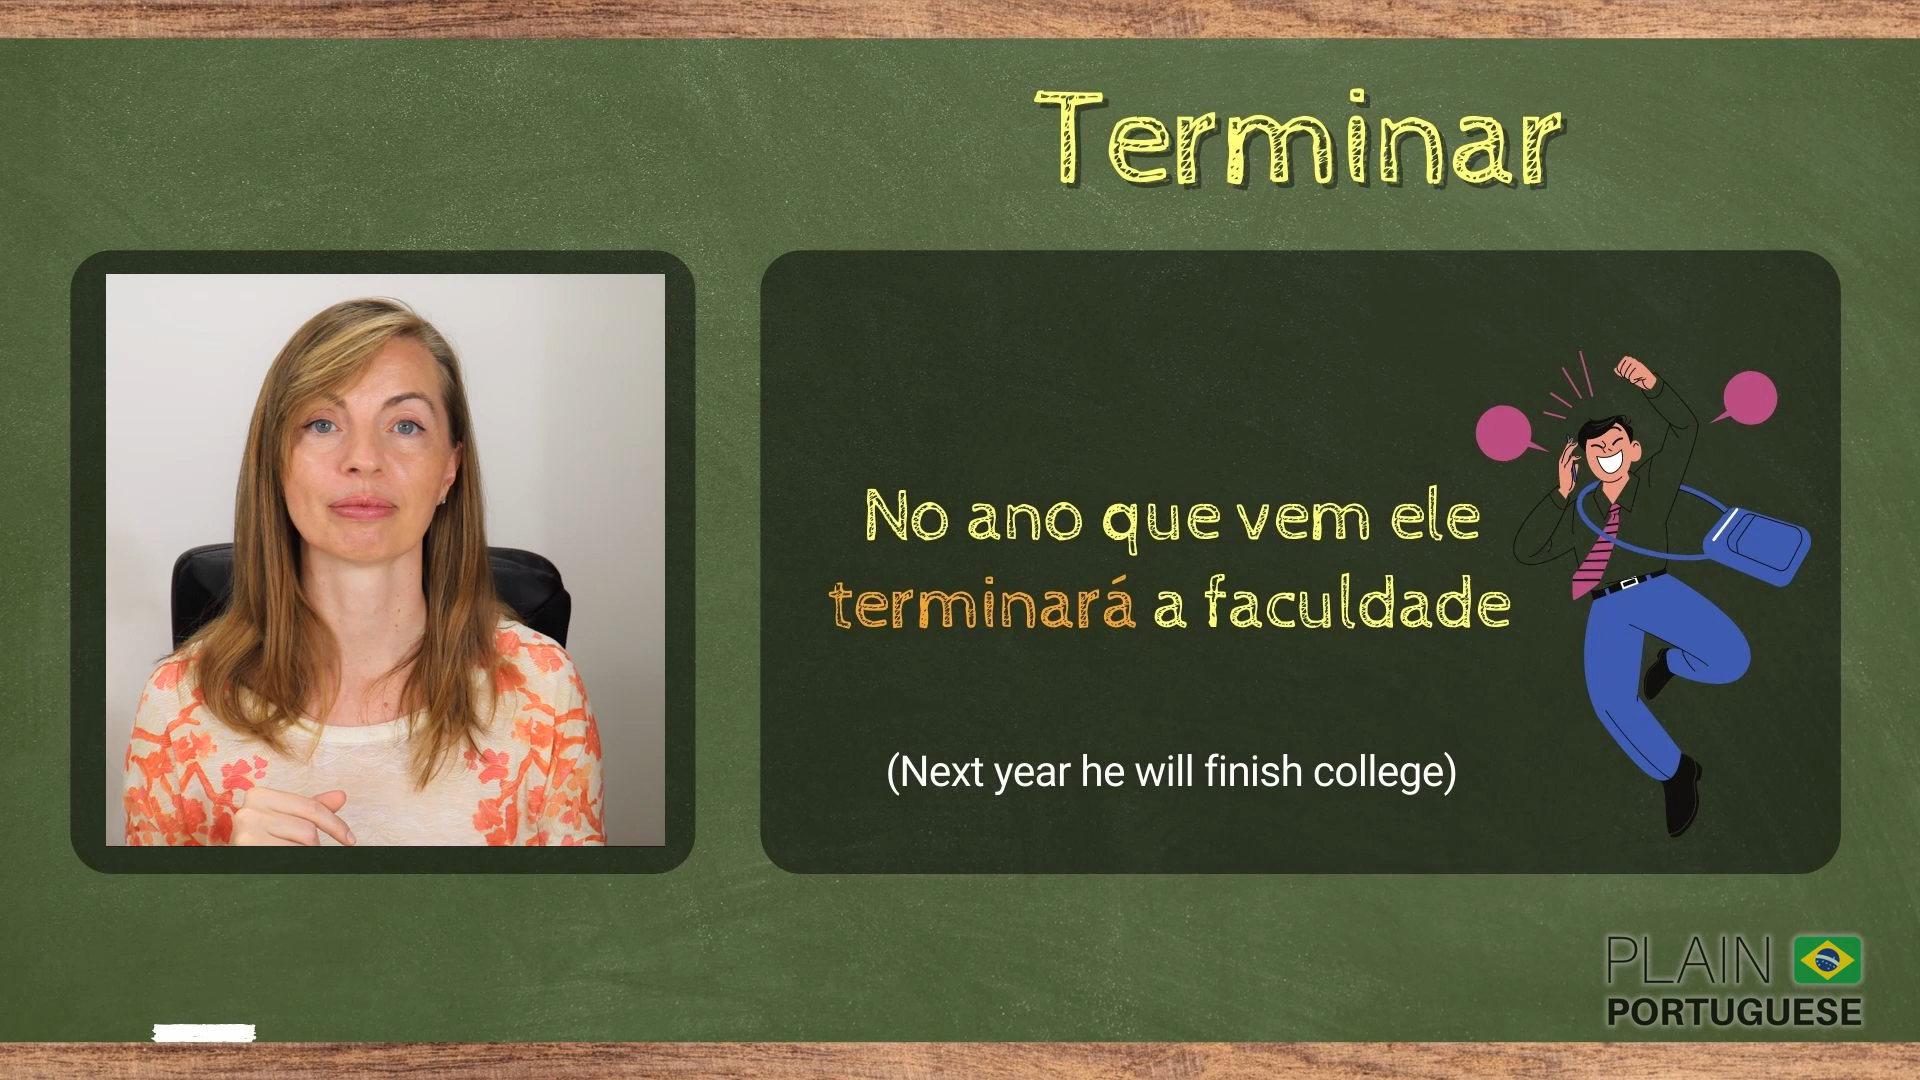 Terminar
No ano que vem ele
terminará a faculdade
(Next year he will finish college)
PLAIN
PORTUGUESE